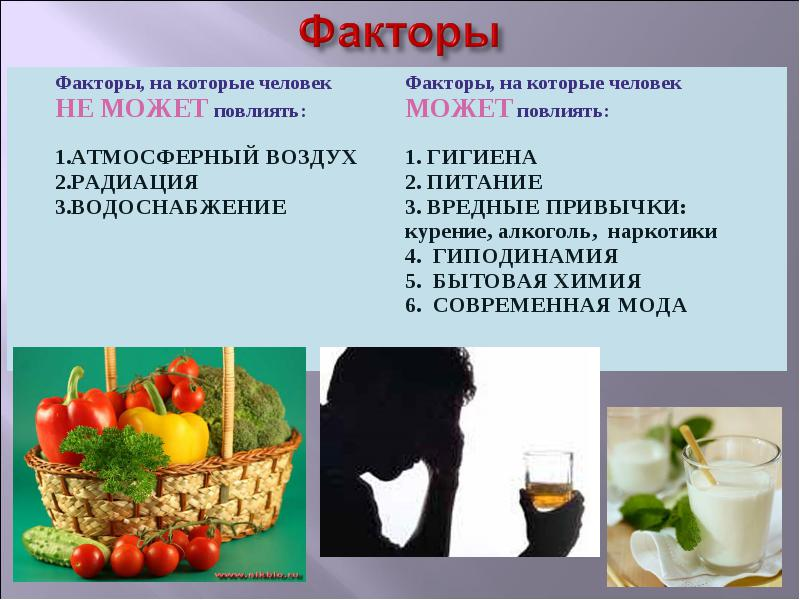 Факторы
Факторы, на которые человек
НЕ МОЖЕТ повлиять:
1.АТМОСФЕРНЫЙ ВОЗДУХ
2.РАДИАЦИЯ
3.ВОДОСНАБЖЕНИЕ
Факторы, на которые человек
МОЖЕТ повлиять:
1. ГИГИЕНА
2. ПИТАНИЕ
3. ВРЕДНЫЕ ПРИВЫЧКИ:
курение, алкоголь, наркотики
4. ГИПОДИНАМИЯ
5. БЫТОВАЯ ХИМИЯ
6. СОВРЕМЕННАЯ МОДА